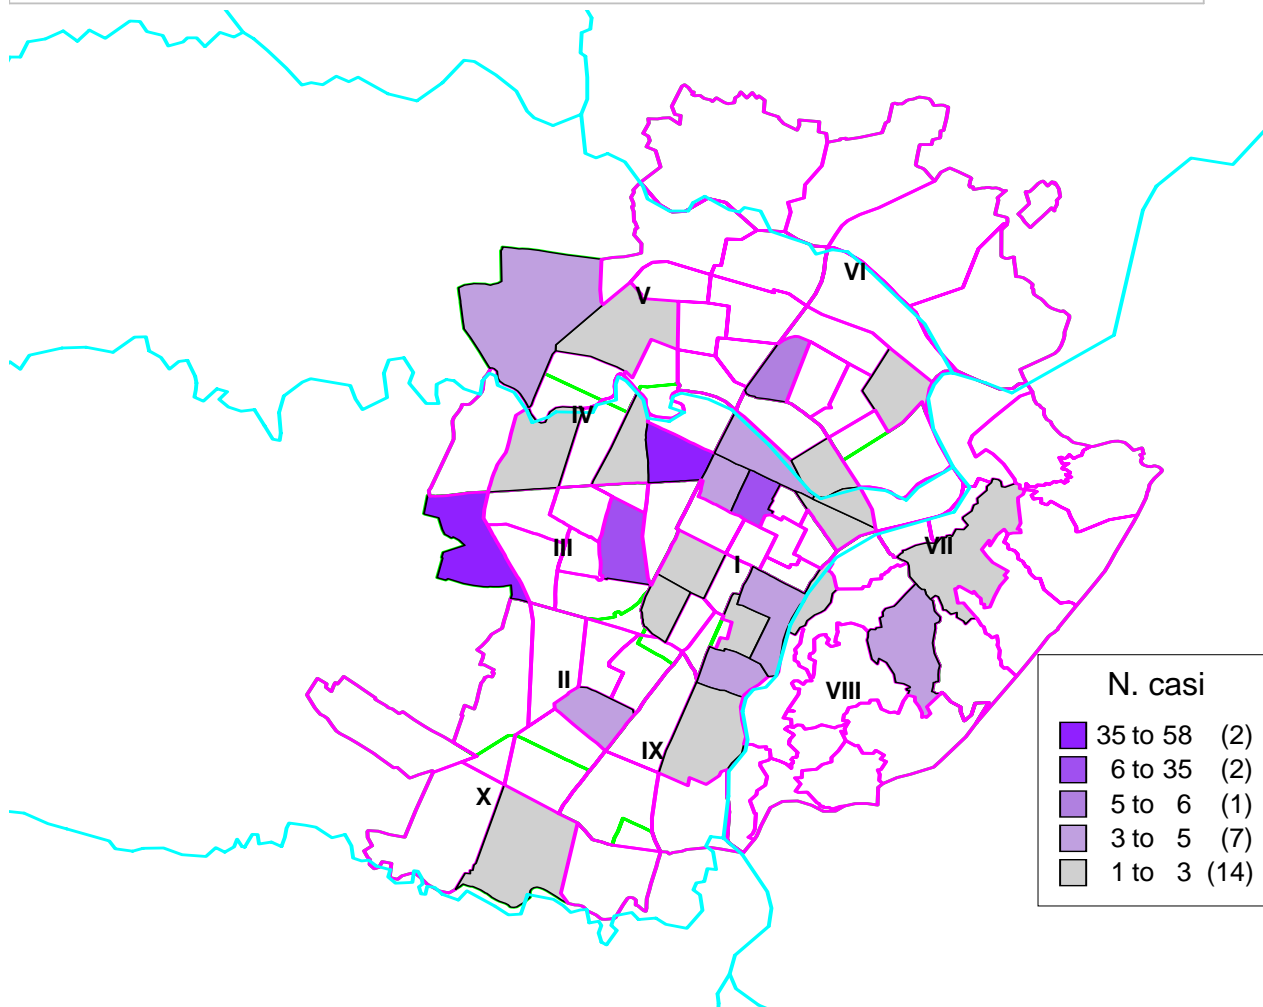 VI
V
IV
VII
III
I
II
VIII
IX
X
N. casi
35 to 58 (2)
6 to 35 (2)
5 to 6 (1)
3 to 5 (7)
1 to 3 (14)